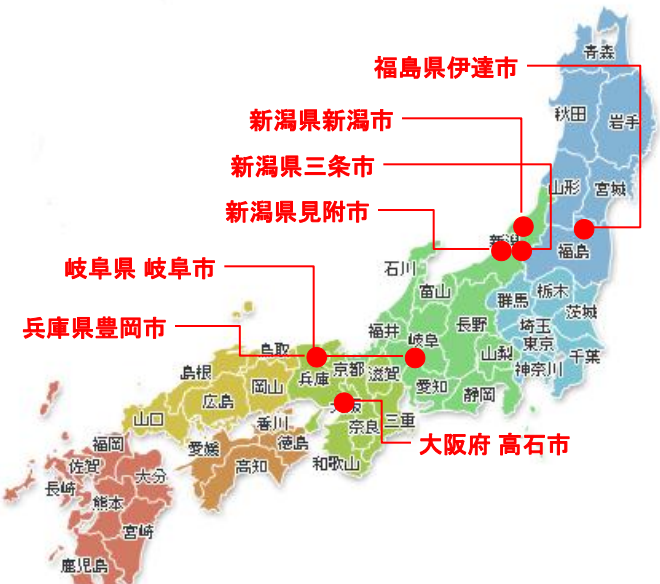 青森
福島県伊達市
秋田
岩手
新潟県新潟市
新潟県三条市
山形
宮城
新潟県見附市
新潟
福島
石川
岐阜県 岐阜市
富山
栃木
群馬
茨城
兵庫県豊岡市
福井
岐阜
長野
埼玉
東京
鳥取
京都
滋賀
山梨
千葉
島根
兵庫
神奈川
岡山
愛知
静岡
広島
大阪
山口
香川
奈良
三重
福岡
愛媛
徳島
大阪府 高石市
佐賀
大分
高知
和歌山
長崎
熊本
宮崎
鹿児島